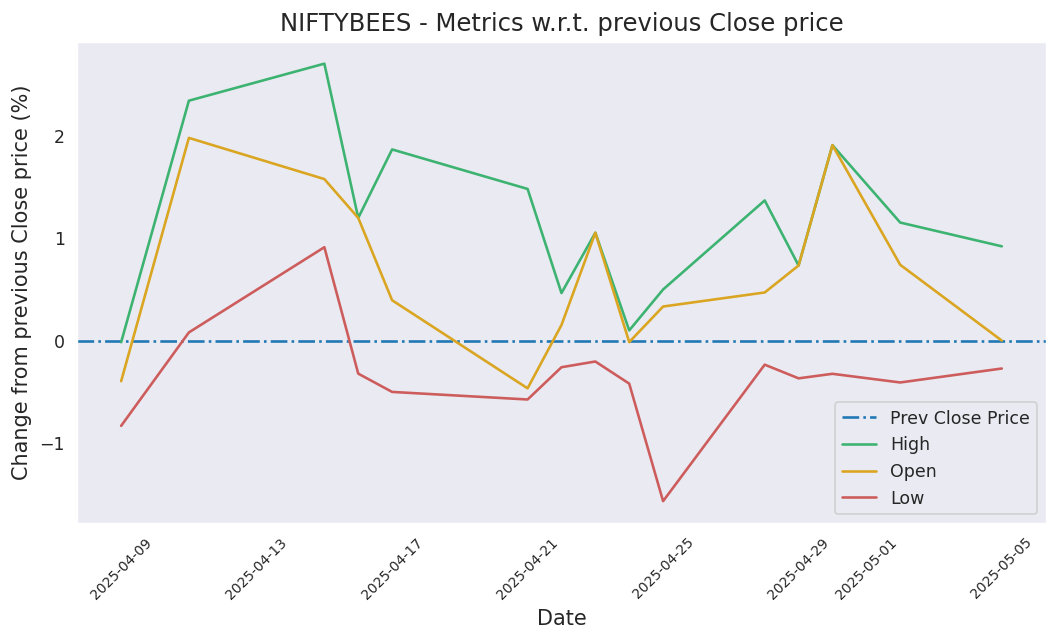 NIFTYBEES - Metrics w.r.t. previous Close price
Change from previous Close price (%)
2
1
0
−1
Prev Close Price
High
Open
Low
2025-04-09
2025-04-13
2025-04-17
2025-04-21
2025-04-25
2025-04-29
2025-05-01
2025-05-05
Date